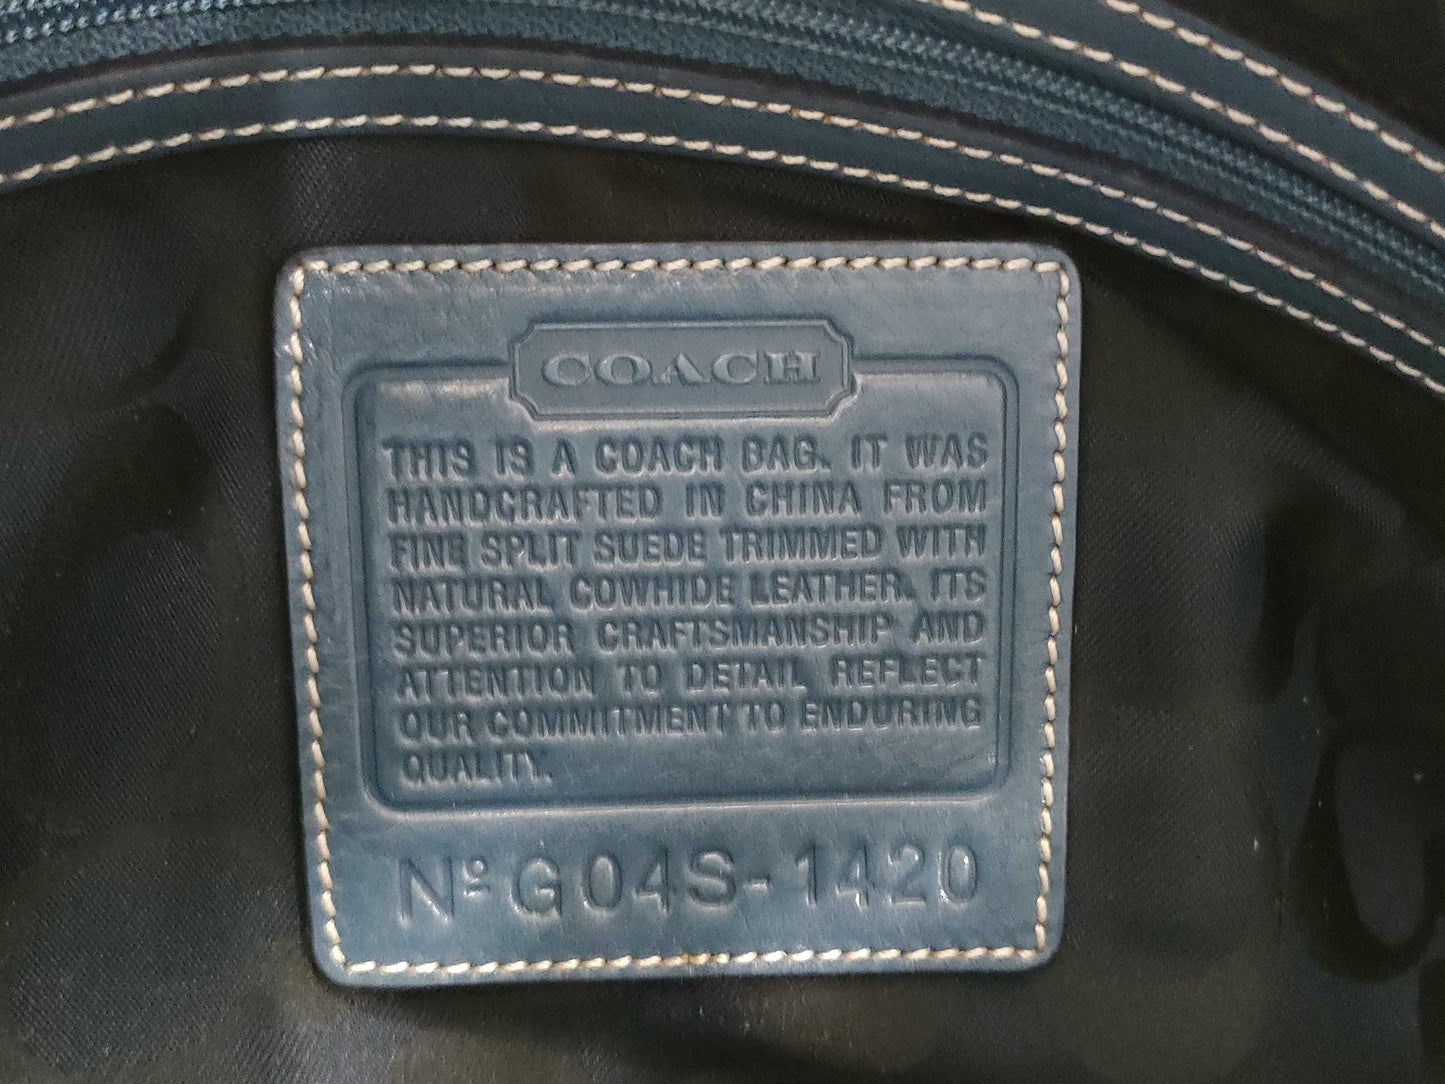 COACH
THIS IS A COACH BAG. IT WAS
HANDCRAFTED IN CHINA FROM
FINE SPLIT SUEDE TRIMMED WITH
NATURAL COWHIDE LEATHER. ITS
SUPERIOR CRAFTSMANSHIP AND
ATTENTION TO DETAIL REFLECT
OUR COMMITMENT TO ENDURING
QUALITY.
Nº G04S-1420